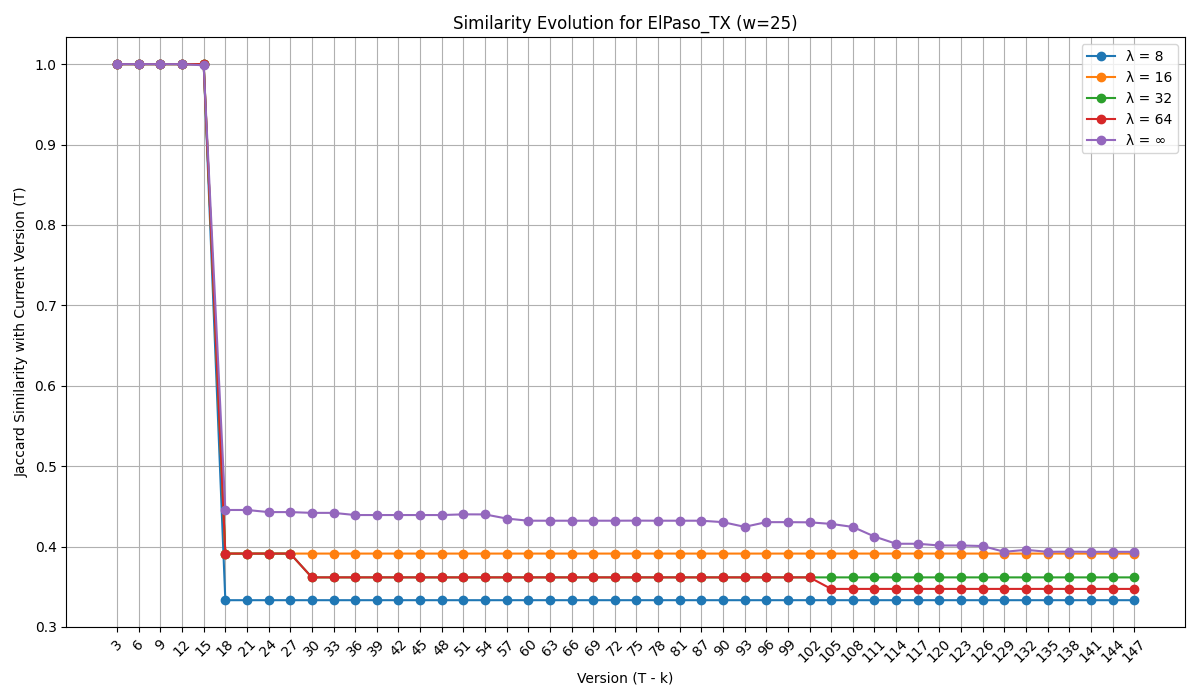 Similarity Evolution for ElPaso_TX (w=25)
λ = 8
λ = 16
λ = 32
λ = 64
λ = ∞
Jaccard Similarity with Current Version (T)
1.0
0.9
0.8
0.7
0.6
0.5
0.4
0.3
3 6 9 12 15 18 21 24 27 30 33 36 39 42 45 48 51 54 57 60 63 66 69 72 75 78 81 87 90 93 96 99 102 105 108 111 114 117 120 123 126 129 132 135 138 141 144 147
Version (T - k)